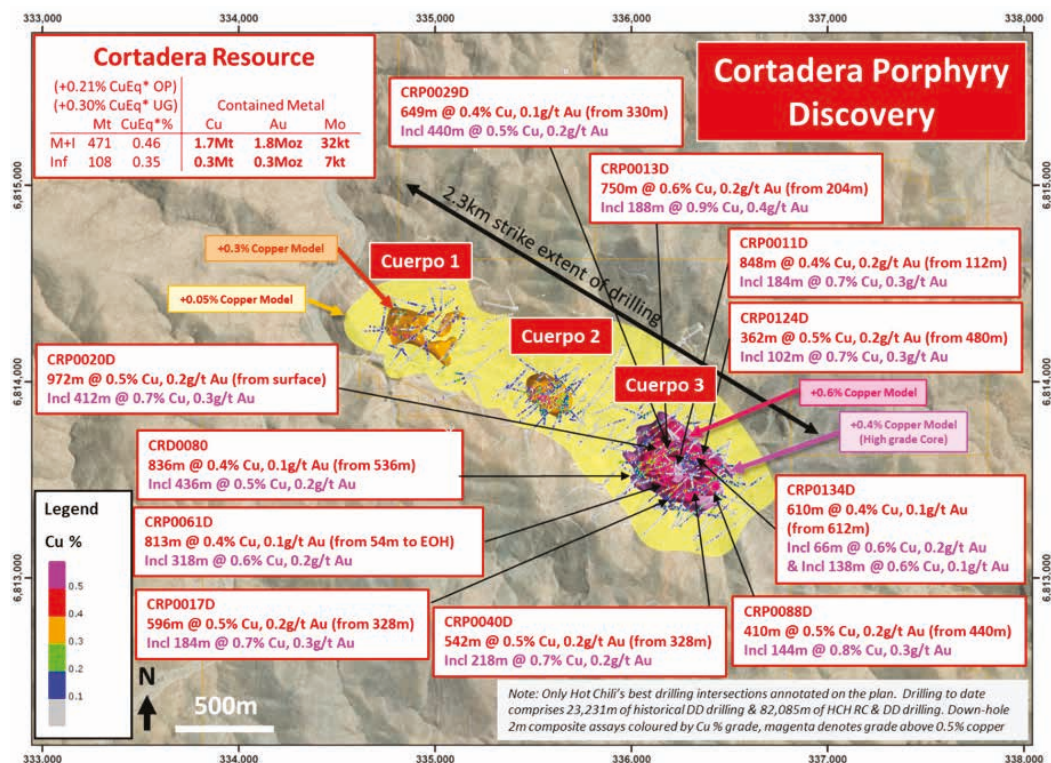 333,000 334,000 335,000 336,000 337,000 338,000
Cortadera Resource
(+0.21% CuEq* OP)
(+0.30% CuEq* UG) Contained Metal
Mt CuEq*% Cu Au Mo
M+I 471 0.46 1.7Mt 1.8Moz 32kt
Inf 108 0.35 0.3Mt 0.3Moz 7kt
Cortadera Porphyry
Discovery
CRP0029D
649m @ 0.4% Cu, 0.1g/t Au (from 330m)
Incl 440m @ 0.5% Cu, 0.2g/t Au
CRP0013D
750m @ 0.6% Cu, 0.2g/t Au (from 204m)
Incl 188m @ 0.9% Cu, 0.4g/t Au
6,815,000
6,815,000
2.3km strike extent of drilling
CRP0011D
848m @ 0.4% Cu, 0.2g/t Au (from 112m)
Incl 184m @ 0.7% Cu, 0.3g/t Au
+0.3% Copper Model
Cuerpo 1
+0.05% Copper Model
CRP0124D
362m @ 0.5% Cu, 0.2g/t Au (from 480m)
Incl 102m @ 0.7% Cu, 0.3g/t Au
Cuerpo 2
CRP0020D
972m @ 0.5% Cu, 0.2g/t Au (from surface)
Incl 412m @ 0.7% Cu, 0.3g/t Au
6,814,000
6,814,000
Cuerpo 3
+0.6% Copper Model
+0.4% Copper Model
(High grade Core)
CRD0080
836m @ 0.4% Cu, 0.1g/t Au (from 536m)
Incl 436m @ 0.5% Cu, 0.2g/t Au
CRP0134D
610m @ 0.4% Cu, 0.1g/t Au
(from 612m)
Incl 66m @ 0.6% Cu, 0.2g/t Au
& Incl 138m @ 0.6% Cu, 0.1g/t Au
Legend
Cu %
0.5
0.4
0.3
0.2
0.1
CRP0061D
813m @ 0.4% Cu, 0.1g/t Au (from 54m to EOH)
Incl 318m @ 0.6% Cu, 0.2g/t Au
6,813,000
6,813,000
CRP0017D
596m @ 0.5% Cu, 0.2g/t Au (from 328m)
Incl 184m @ 0.7% Cu, 0.3g/t Au
CRP0040D
542m @ 0.5% Cu, 0.2g/t Au (from 328m)
Incl 218m @ 0.7% Cu, 0.2g/t Au
CRP0088D
410m @ 0.5% Cu, 0.2g/t Au (from 440m)
Incl 144m @ 0.8% Cu, 0.3g/t Au
N
500m
Note: Only Hot Chili's best drilling intersections annotated on the plan. Drilling to date
comprises 23,231m of historical DD drilling & 82,085m of HCH RC & DD drilling. Down-hole
2m composite assays coloured by Cu % grade, magenta denotes grade above 0.5% copper
333,000 334,000 335,000 336,000 337,000 338,000